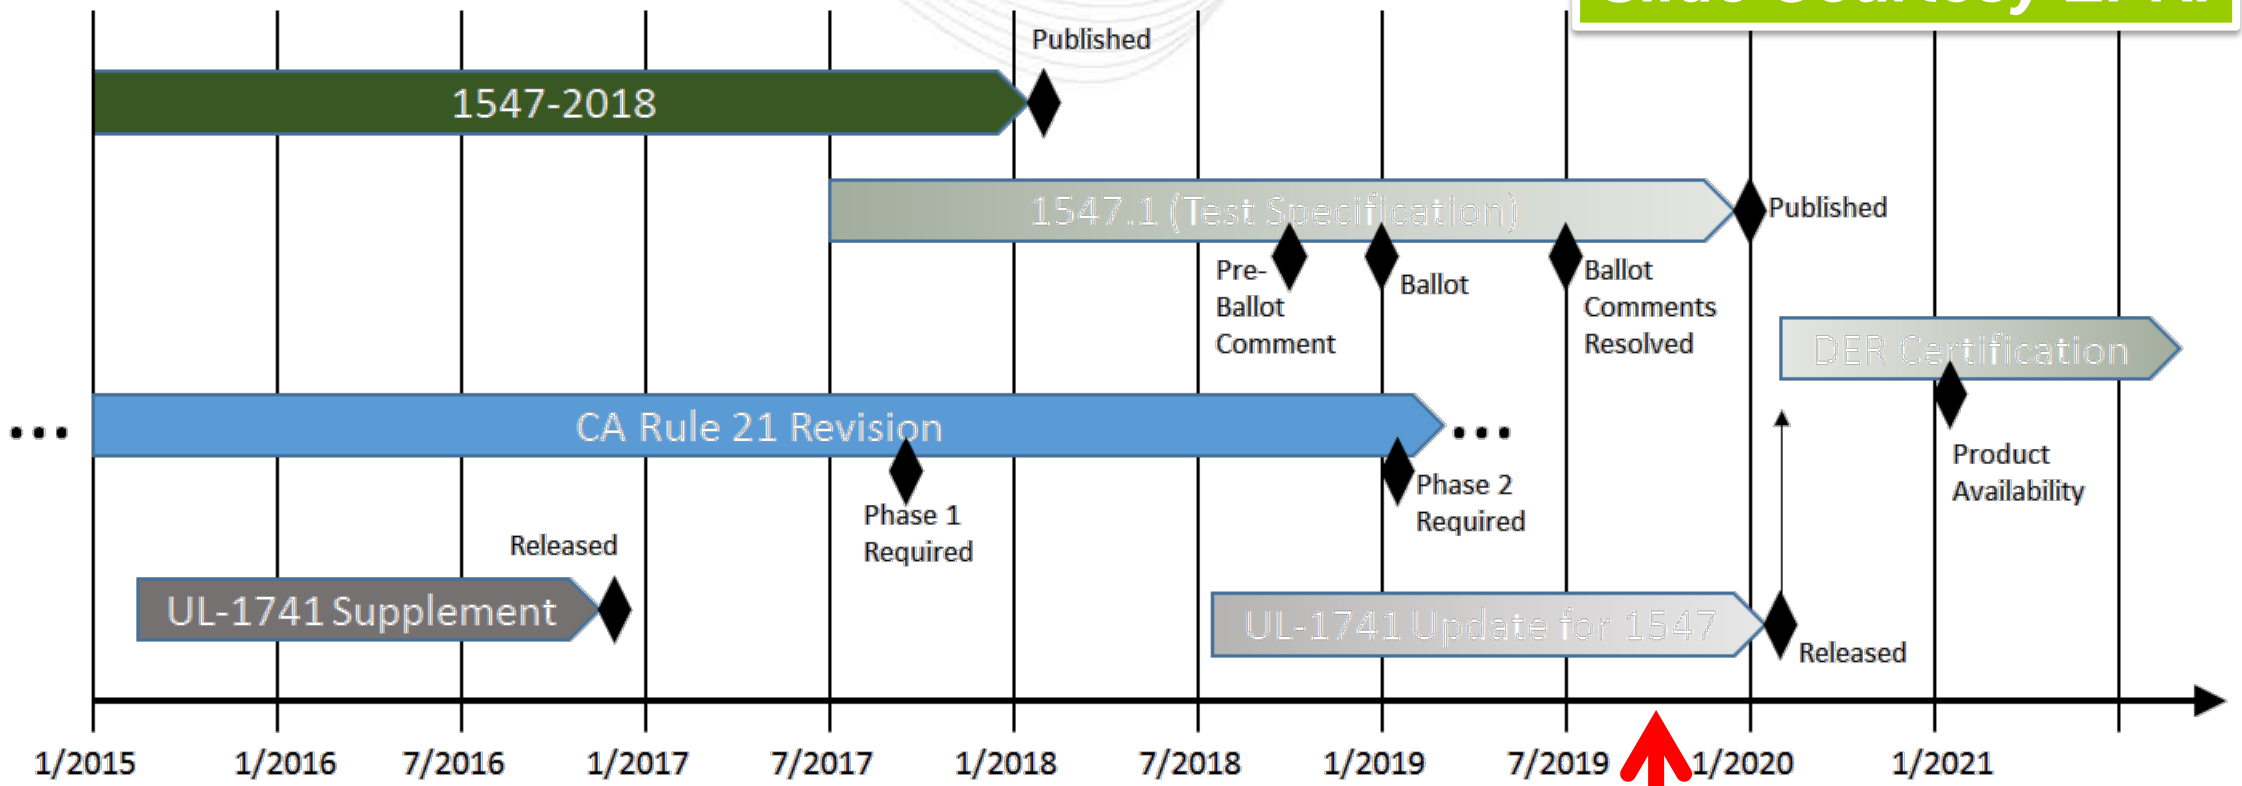 Slide Courtesy EPRI
Published
1547-2018
1547.1 (Test Specification)
Published
Pre-
Ballot
Comment
Ballot
Ballot
Comments
Resolved
DER Certification
... CA Rule 21 Revision ...
Product
Availability
Phase 1
Required
Phase 2
Required
Released
UL-1741 Supplement
UL-1741 Update for 1547
Released
1/2015 1/2016 7/2016 1/2017 7/2017 1/2018 7/2018 1/2019 7/2019 1/2020 1/2021